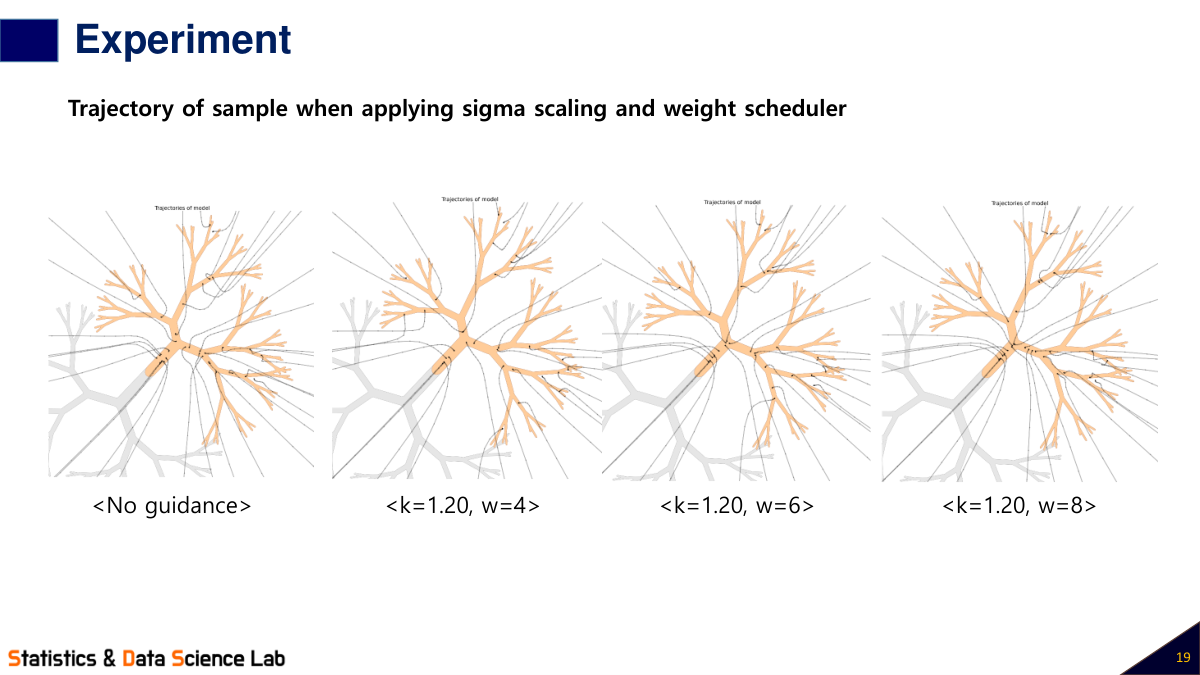 Experiment
Trajectory of sample when applying sigma scaling and weight scheduler
Trajectories of model
Trajectories of model
Trajectories of model
Trajectories of model
<No guidance>
<k=1.20, w=4>
<k=1.20, w=6>
<k=1.20, w=8>
Statistics & Data Science Lab
19